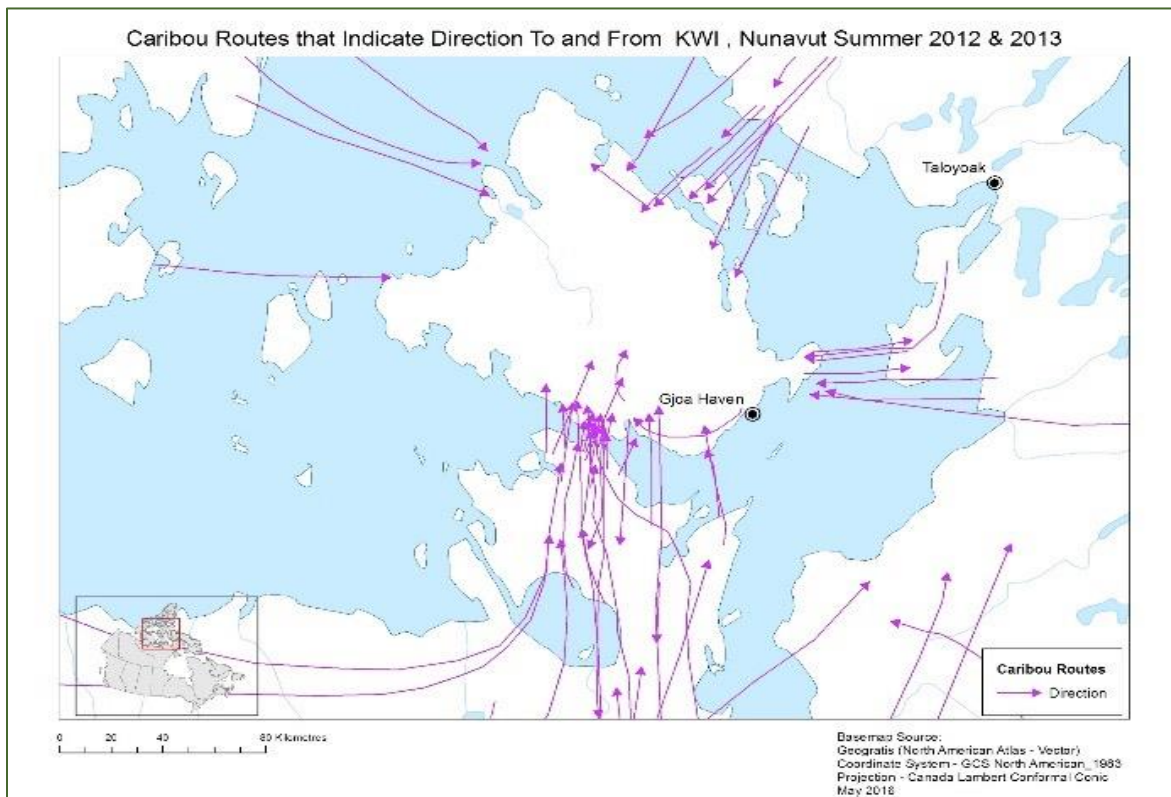 Caribou Routes that Indicate Direction To and From KWI , Nunavut Summer 2012 & 2013
Taloyoak
Gjoa Haven
Caribou Routes
Direction
0 40 80 Kilometres
Basemap Source:
Geogratis (North American Atlas - Vector)
Coordinate System - GCS North American_1983
Projection - Canada Lambert Conformal Conic
May 2016